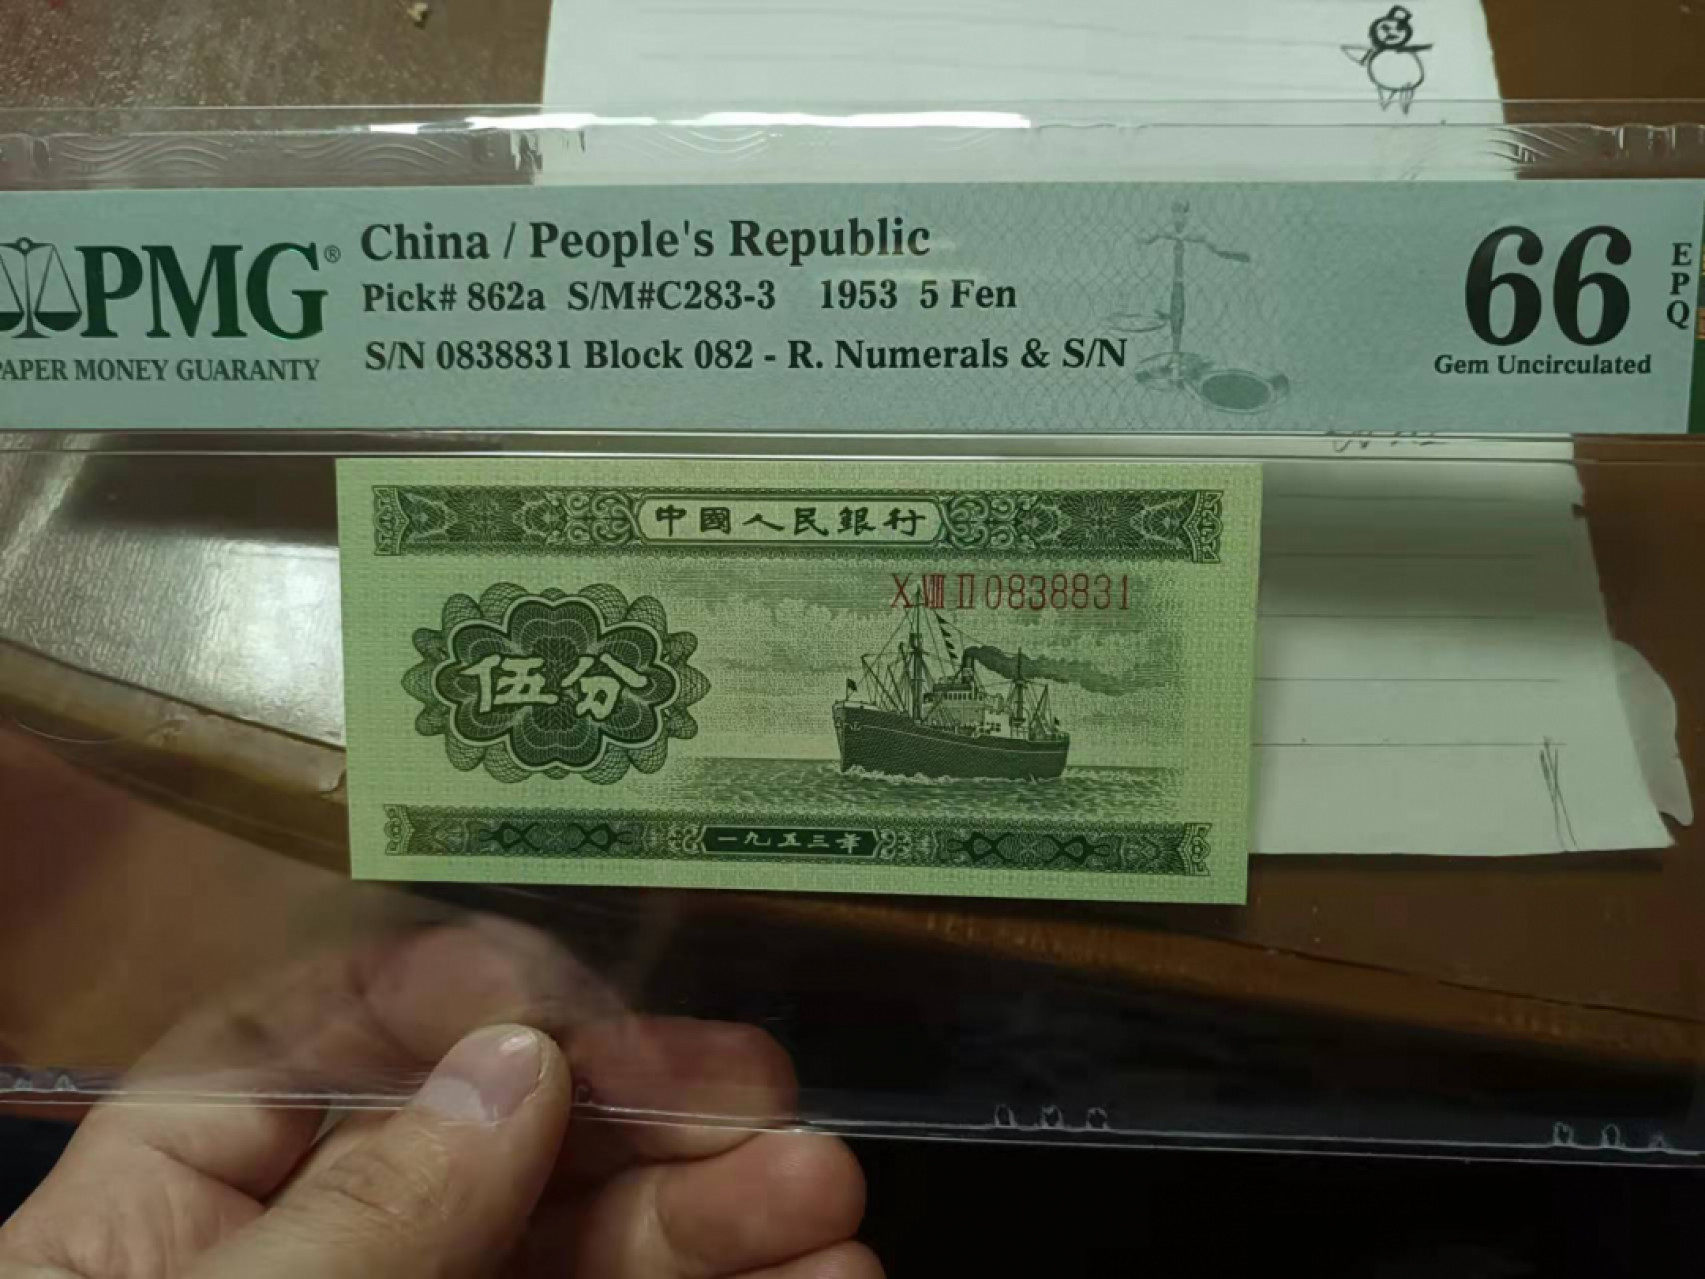 PMG®
PAPER MONEY GUARANTY
China / People's Republic
Pick# 862a S/M#C283-3 1953 5 Fen
S/N 0838831 Block 082 - R. Numerals & S/N
66
EPQ
Gem Uncirculated
中國人民銀行
X VIII II 0838831
伍分
一九五三年